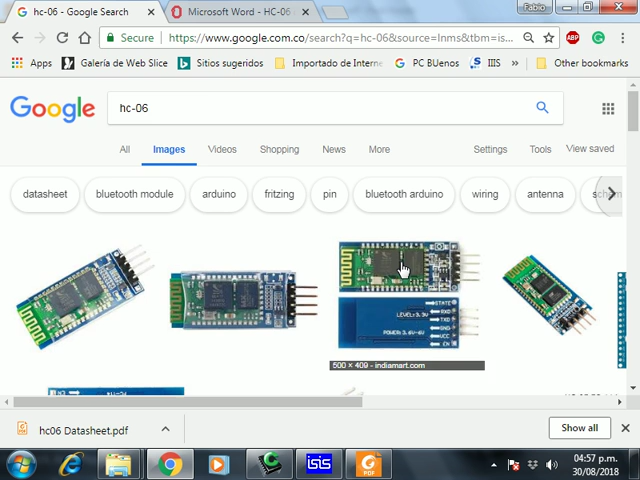 hc-06 - Google Search
Microsoft Word - HC-06
Fabio
Secure
https://www.google.com.co/search?q=hc-06&source=lnms&tbm=is...
ABP
Apps
Galería de Web Slice
Sitios sugeridos
Importado de Internet
PC BUenos
IIIS
»
Other bookmarks
Google
hc-06
All
Images
Videos
Shopping
News
More
Settings
Tools
View saved
datasheet
bluetooth module
arduino
fritzing
pin
bluetooth arduino
wiring
antenna
STATE
LEVEL:3.3V
RXD
TXD
GND
POWER:3.6V-6V
VCC
EN
500 × 409 - indiamart.com
hc06 Datasheet.pdf
Show all
isis
PDF
04:57 p.m.
30/08/2018